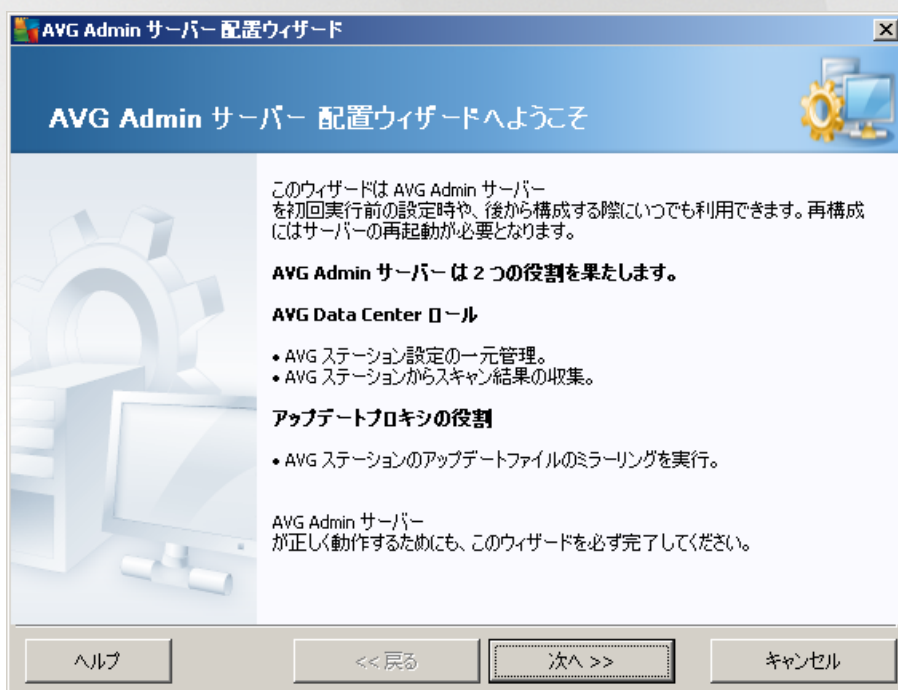 AVG Admin サーバー 配置ウィザード
AVG Admin サーバー 配置ウィザードへようこそ
このウィザードは AVG Admin サーバー
を初回実行前の設定時や、後から構成する際にいつでも利用できます。再構成
にはサーバーの再起動が必要となります。
AVG Admin サーバー は 2 つの役割を果たします。
AVG Data Center ロール
• AVG ステーション設定の一元管理。
• AVG ステーションからスキャン結果の収集。
アップデートプロキシの役割
• AVG ステーションのアップデートファイルのミラーリングを実行。
AVG Admin サーバー
が正しく動作するためにも、このウィザードを必ず完了してください。
ヘルプ
<< 戻る
次へ >>
キャンセル